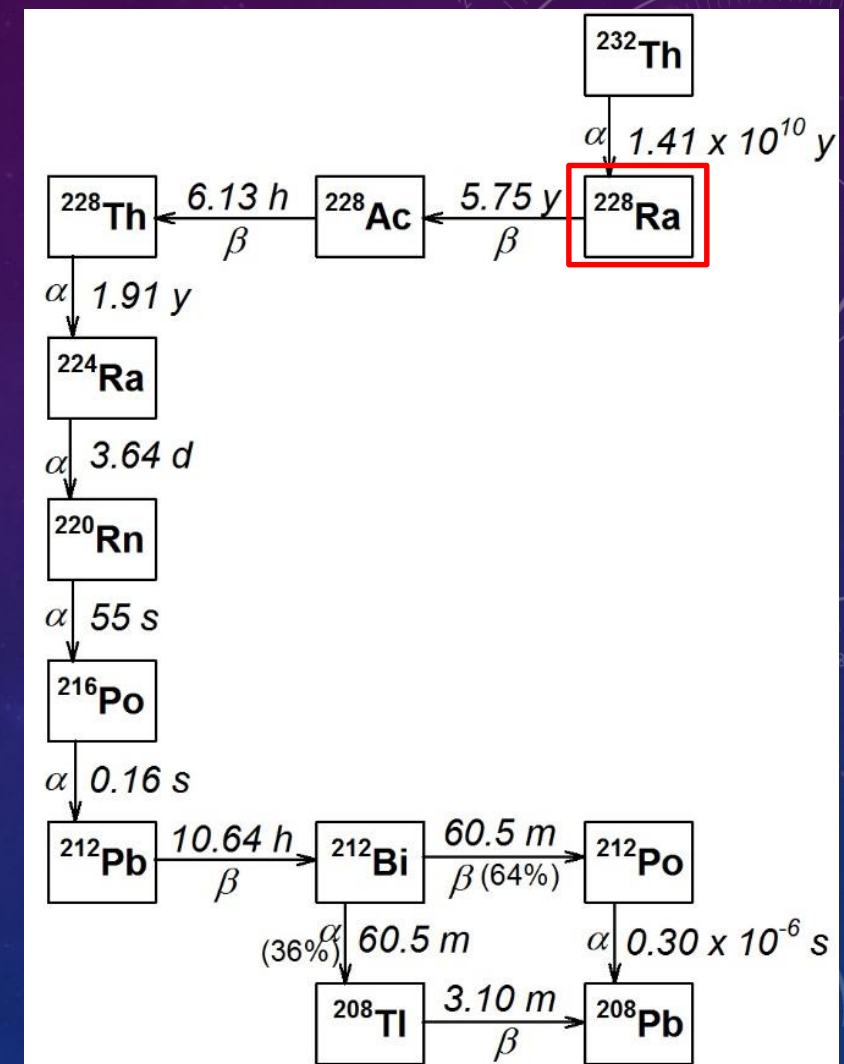 ²³²Th
α 1.41 x 10¹⁰ y
²²⁸Th 6.13 h β ²²⁸Ac 5.75 y β ²²⁸Ra
α 1.91 y
²²⁴Ra
α 3.64 d
²²⁰Rn
α 55 s
²¹⁶Po
α 0.16 s
²¹²Pb 10.64 h β ²¹²Bi 60.5 m β (64%) ²¹²Po
α (36%) 60.5 m α 0.30 x 10⁻⁶ s
²⁰⁸Tl 3.10 m β ²⁰⁸Pb